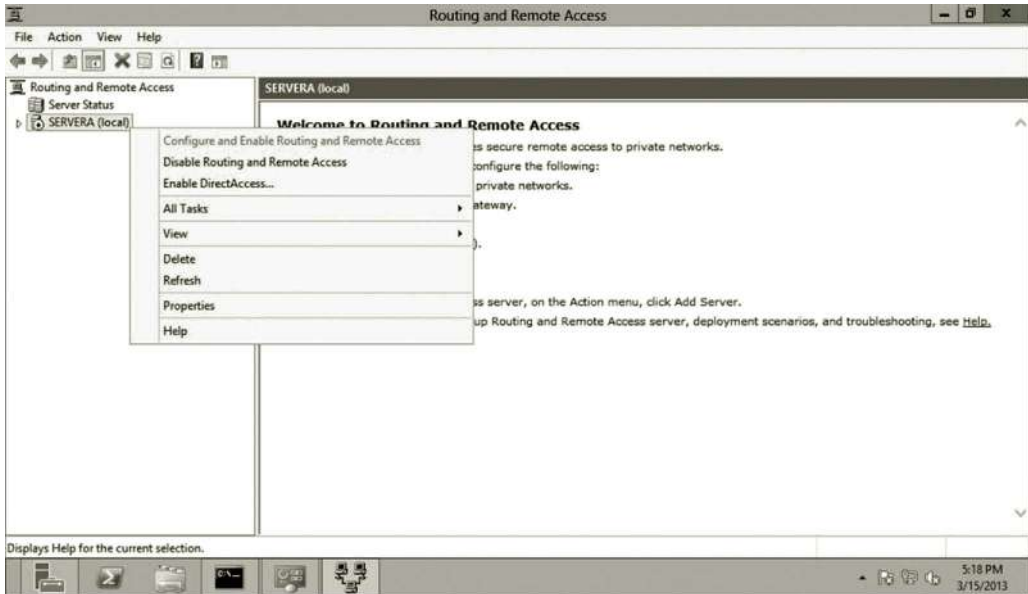 Routing and Remote Access
File Action View Help
Routing and Remote Access
Server Status
SERVERA (local)
SERVERA (local)
Welcome to Routing and Remote Access
es secure remote access to private networks.
configure the following:
private networks.
ateway.
).
ss server, on the Action menu, click Add Server.
up Routing and Remote Access server, deployment scenarios, and troubleshooting, see Help.
Configure and Enable Routing and Remote Access
Disable Routing and Remote Access
Enable DirectAccess...
All Tasks
View
Delete
Refresh
Properties
Help
Displays Help for the current selection.
5:18 PM
3/15/2013